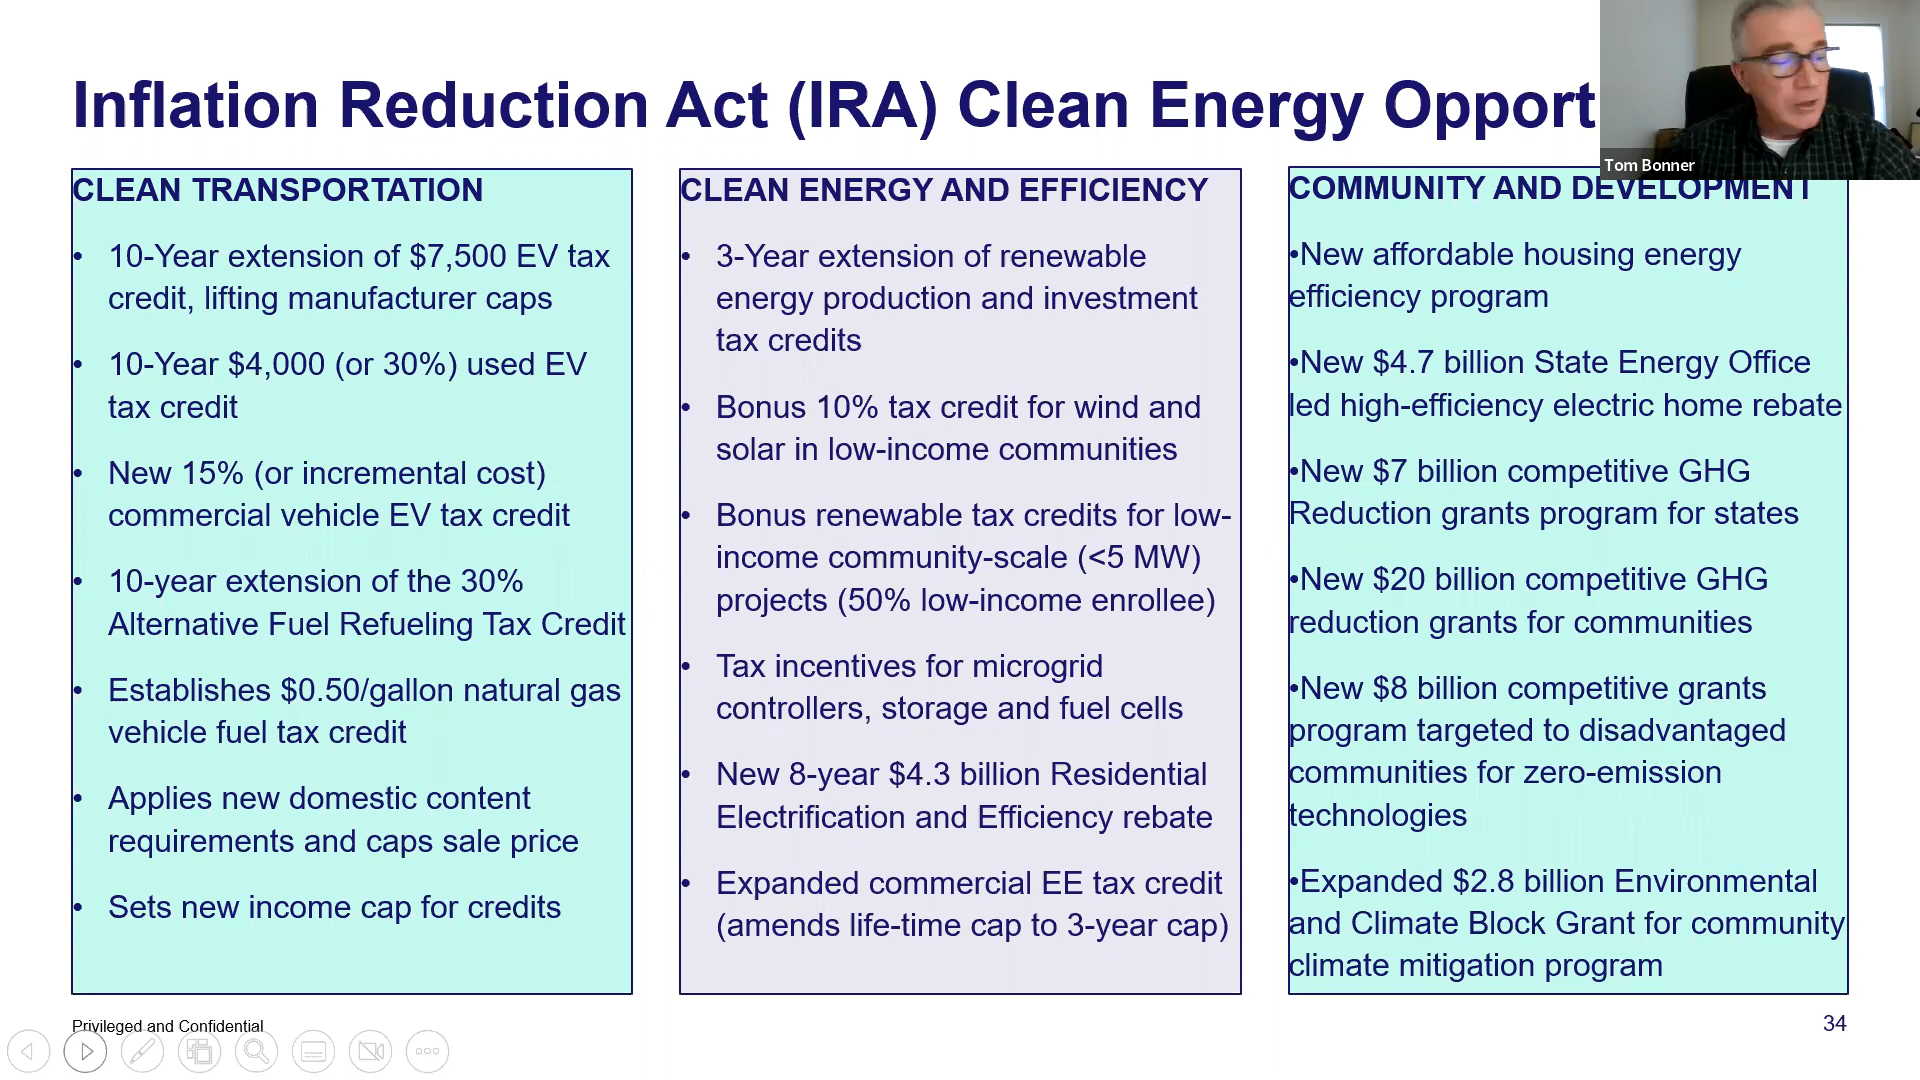 Inflation Reduction Act (IRA) Clean Energy Opport
Tom Bonner
CLEAN TRANSPORTATION
• 10-Year extension of $7,500 EV tax
credit, lifting manufacturer caps
• 10-Year $4,000 (or 30%) used EV
tax credit
• New 15% (or incremental cost)
commercial vehicle EV tax credit
• 10-year extension of the 30%
Alternative Fuel Refueling Tax Credit
• Establishes $0.50/gallon natural gas
vehicle fuel tax credit
• Applies new domestic content
requirements and caps sale price
• Sets new income cap for credits
CLEAN ENERGY AND EFFICIENCY
• 3-Year extension of renewable
energy production and investment
tax credits
• Bonus 10% tax credit for wind and
solar in low-income communities
• Bonus renewable tax credits for low-
income community-scale (<5 MW)
projects (50% low-income enrollee)
• Tax incentives for microgrid
controllers, storage and fuel cells
• New 8-year $4.3 billion Residential
Electrification and Efficiency rebate
• Expanded commercial EE tax credit
(amends life-time cap to 3-year cap)
COMMUNITY AND DEVELOPMENT
•New affordable housing energy
efficiency program
•New $4.7 billion State Energy Office
led high-efficiency electric home rebate
•New $7 billion competitive GHG
Reduction grants program for states
•New $20 billion competitive GHG
reduction grants for communities
•New $8 billion competitive grants
program targeted to disadvantaged
communities for zero-emission
technologies
•Expanded $2.8 billion Environmental
and Climate Block Grant for community
climate mitigation program
Privileged and Confidential
34